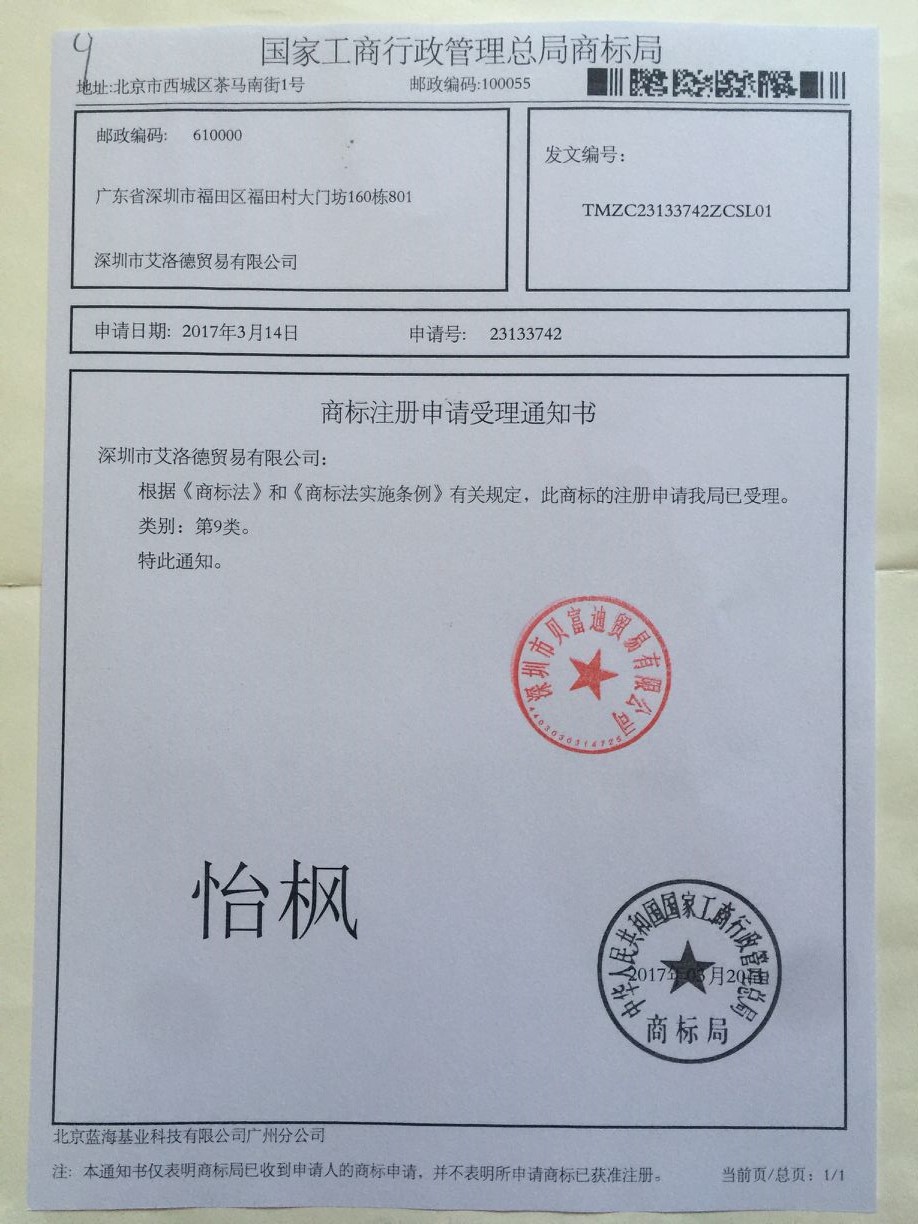 4
国家工商行政管理总局商标局
地址:北京市西城区茶马南街1号 邮政编码:100055
邮政编码: 610000
广东省深圳市福田区福田村大门坊160栋801
深圳市艾洛德贸易有限公司
发文编号:
TMZC23133742ZCSL01
申请日期: 2017年3月14日 申请号: 23133742
商标注册申请受理通知书
深圳市艾洛德贸易有限公司:
根据《商标法》和《商标法实施条例》有关规定，此商标的注册申请我局已受理。
类别: 第9类。
特此通知。
深圳市贝富迪贸易有限公司
怡枫
中华人民共和国国家工商行政管理总局
2017年03月20日
商标局
北京蓝海基业科技有限公司广州分公司
注: 本通知书仅表明商标局已收到申请人的商标申请，并不表明所申请商标已获准注册。 当前页/总页: 1/1